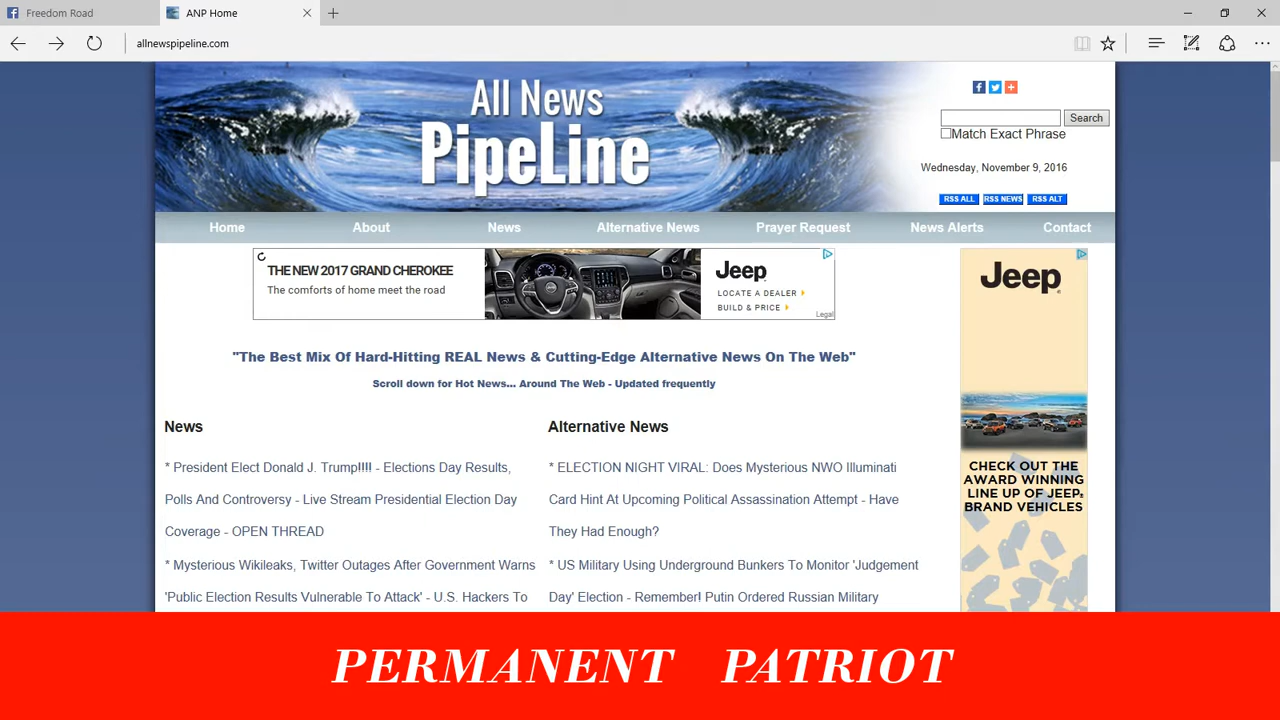 Freedom Road
ANP Home
allnewspipeline.com
All News
PipeLine
Search
Match Exact Phrase
Wednesday, November 9, 2016
RSS ALL RSS NEWS RSS ALT
Home About News Alternative News Prayer Request News Alerts Contact
THE NEW 2017 GRAND CHEROKEE
The comforts of home meet the road
Jeep
LOCATE A DEALER
BUILD & PRICE
Legal
Jeep
"The Best Mix Of Hard-Hitting REAL News & Cutting-Edge Alternative News On The Web"
Scroll down for Hot News... Around The Web - Updated frequently
News
* President Elect Donald J. Trump!!!! - Elections Day Results,
Polls And Controversy - Live Stream Presidential Election Day
Coverage - OPEN THREAD
* Mysterious Wikileaks, Twitter Outages After Government Warns
'Public Election Results Vulnerable To Attack' - U.S. Hackers To
Alternative News
* ELECTION NIGHT VIRAL: Does Mysterious NWO Illuminati
Card Hint At Upcoming Political Assassination Attempt - Have
They Had Enough?
* US Military Using Underground Bunkers To Monitor 'Judgement
Day' Election - Remember! Putin Ordered Russian Military
CHECK OUT THE
AWARD WINNING
LINE UP OF JEEP®
BRAND VEHICLES
PERMANENT PATRIOT